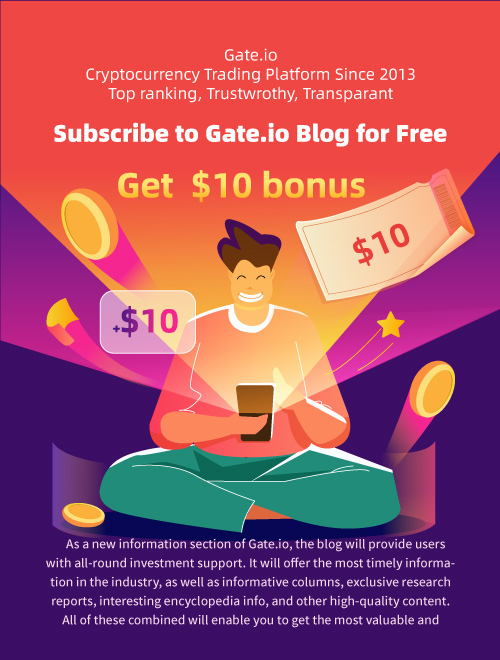 Gate.io
Cryptocurrency Trading Platform Since 2013
Top ranking, Trustwrothy, Transparant
Subscribe to Gate.io Blog for Free
Get $10 bonus
$10
+$10
As a new information section of Gate.io, the blog will provide users
with all-round investment support. It will offer the most timely informa-
tion in the industry, as well as informative columns, exclusive research
reports, interesting encyclopedia info, and other high-quality content.
All of these combined will enable you to get the most valuable and